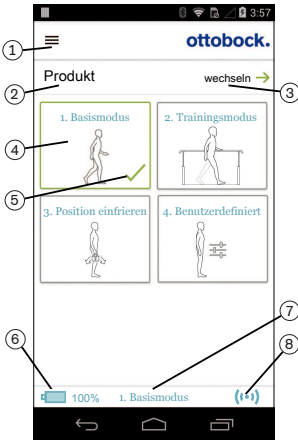 3:57
1
ottobock.
2
Produkt
wechseln
3
4
1. Basismodus
2. Trainingsmodus
5
3. Position einfrieren
4. Benutzerdefiniert
6
7
8
100%
1. Basismodus